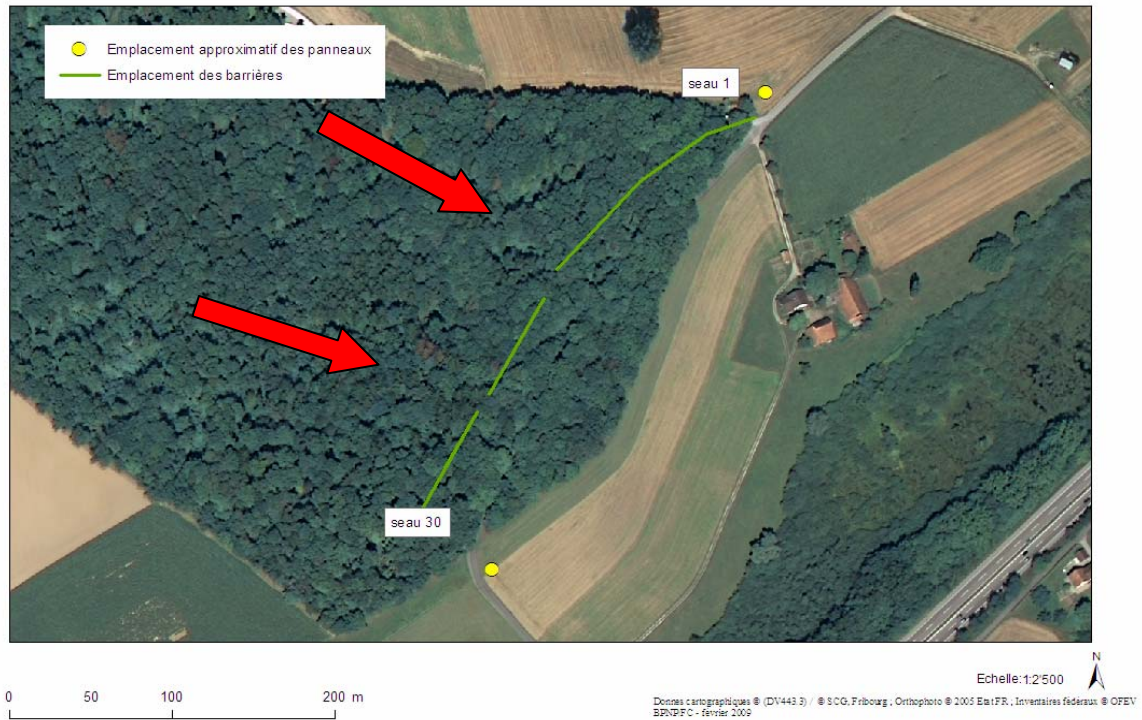 Emplacement approximatif des panneaux
Emplacement des barrières
seau 1
seau 30
N
Echelle:1:2'500
0 50 100 200 m
Donnes cartographiques © (DV443.3) / © SCG, Fribourg ; Orthophoto © 2005 Etat FR ; Inventaires fédéraux © OFEV
BPNPFC - février 2009